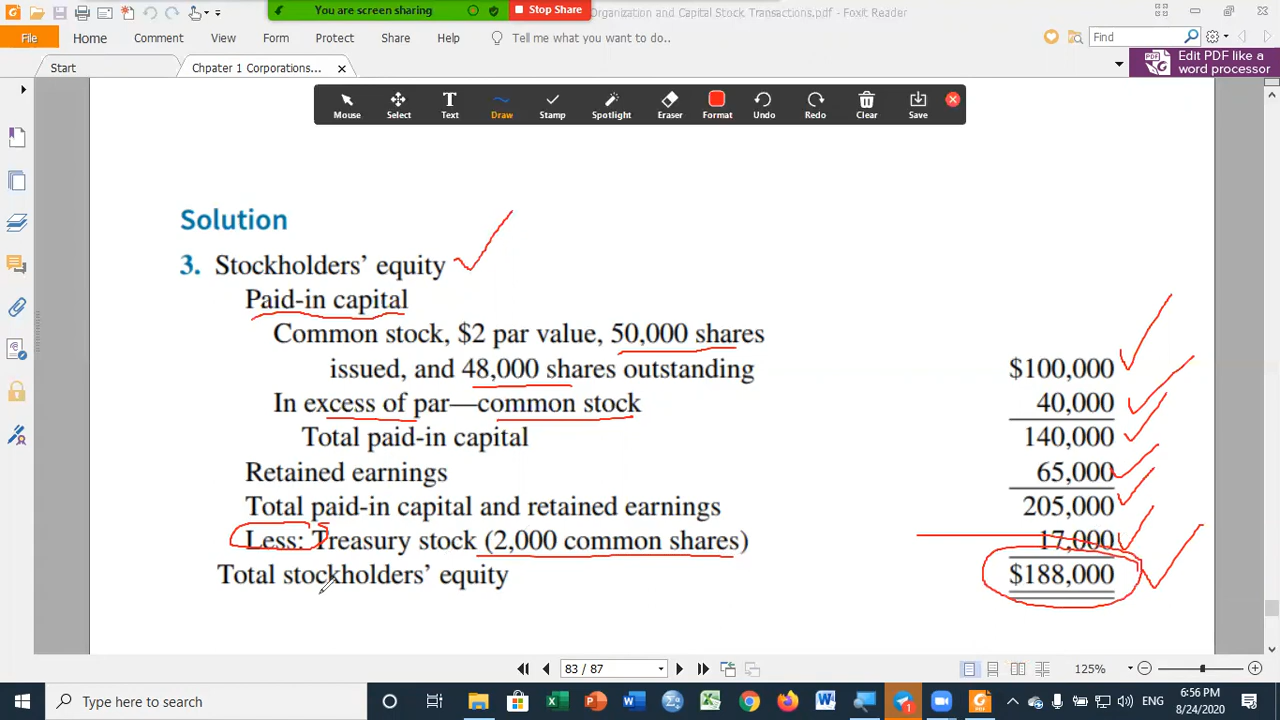 You are screen sharing
Stop Share
Organization and Capital Stock Transactions.pdf - Foxit Reader
File Home Comment View Form Protect Share Help Tell me what you want to do.. Find
Start Chpater 1 Corporations...
Edit PDF like a
word processor
Mouse Select Text Draw Stamp Spotlight Eraser Format Undo Redo Clear Save
Solution
3. Stockholders' equity
Paid-in capital
Common stock, $2 par value, 50,000 shares
issued, and 48,000 shares outstanding $100,000
In excess of par—common stock 40,000
Total paid-in capital 140,000
Retained earnings 65,000
Total paid-in capital and retained earnings 205,000
Less: Treasury stock (2,000 common shares) 17,000
Total stockholders' equity $188,000
83 / 87 125%
Type here to search
ENG
6:56 PM
8/24/2020